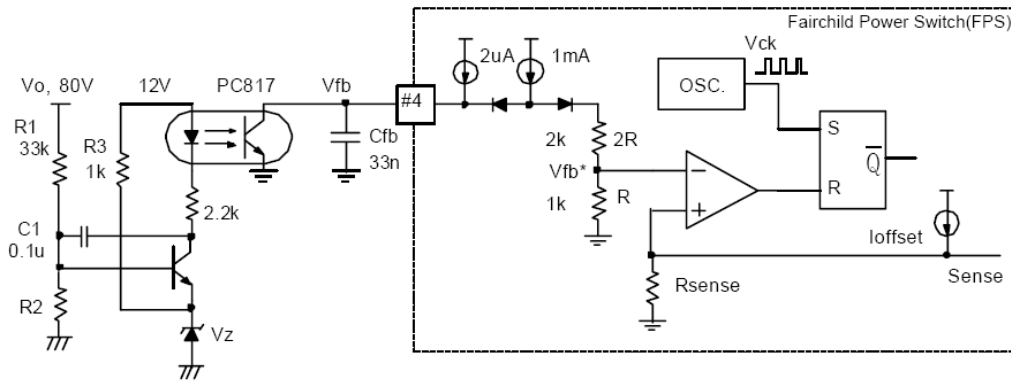 Fairchild Power Switch(FPS)
Vo, 80V
12V
PC817
Vfb
#4
2uA
1mA
Vck
OSC.
R1
33k
R3
1k
Cfb
33n
2k
2R
S
Q
Vfb*
−
R
1k
R
+
2.2k
C1
0.1u
Ioffset
R2
Rsense
Sense
Vz